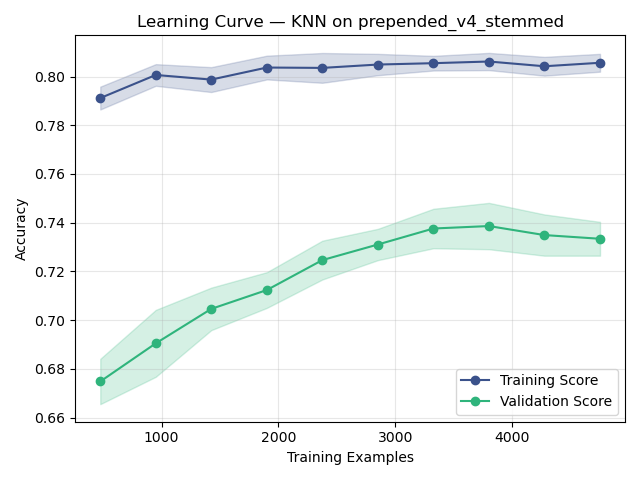 Learning Curve — KNN on prepended_v4_stemmed
0.80
0.78
0.76
0.74
0.72
0.70
0.68
0.66
Accuracy
Training Score
Validation Score
1000 2000 3000 4000
Training Examples